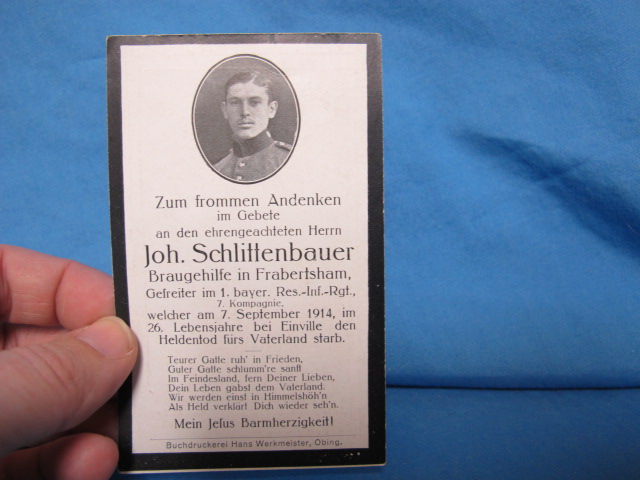 Zum frommen Andenken
im Gebete
an den ehrengeachteten Herrn
Joh. Schlittenbauer
Braugehilfe in Frabertsham,
Gefreiter im 1. bayer. Res.-Inf.-Rgt.,
7. Kompagnie,
welcher am 7. September 1914, im
26. Lebensjahre bei Einville den
Heldentod fürs Vaterland starb.
Teurer Gatte ruh' in Frieden,
Guter Gatte schlumm're sanft
Im Feindesland, fern Deiner Lieben,
Dein Leben gabst dem Vaterland.
Wir werden einst in Himmelshöh'n
Als Held verklärt Dich wieder seh'n.
Mein Jesus Barmherzigkeit!
Buchdruckerei Hans Werkmeister, Obing.